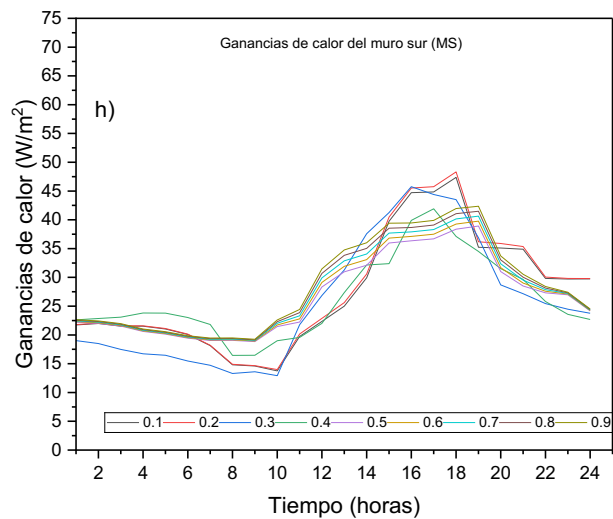 Ganancias de calor del muro sur (MS)
h)
Ganancias de calor (W/m²)
75
70
65
60
55
50
45
40
35
30
25
20
15
10
5
0
0.1 0.2 0.3 0.4 0.5 0.6 0.7 0.8 0.9
2 4 6 8 10 12 14 16 18 20 22 24
Tiempo (horas)